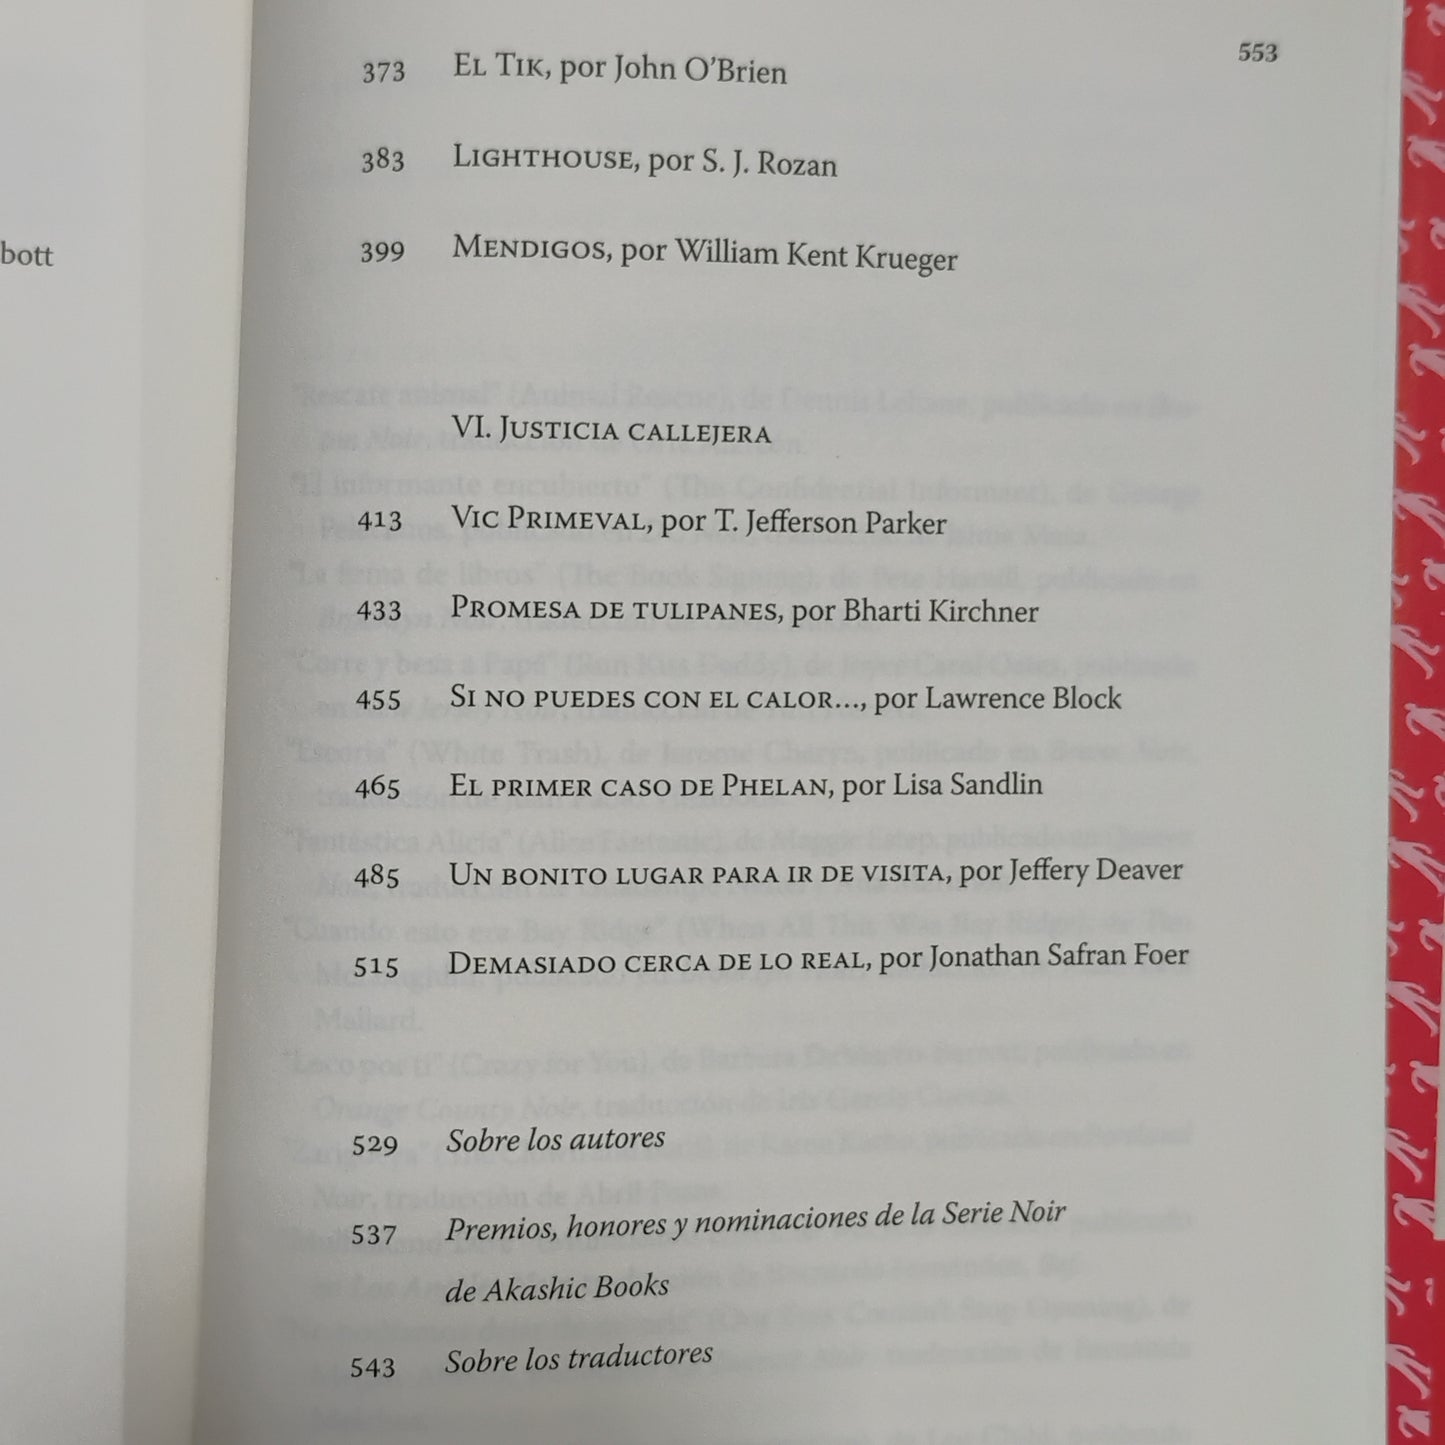 bott
553
373 El Tik, por John O'Brien
383 Lighthouse, por S. J. Rozan
399 Mendigos, por William Kent Krueger
VI. Justicia callejera
413 Vic Primeval, por T. Jefferson Parker
433 Promesa de tulipanes, por Bharti Kirchner
455 Si no puedes con el calor..., por Lawrence Block
465 El primer caso de Phelan, por Lisa Sandlin
485 Un bonito lugar para ir de visita, por Jeffery Deaver
515 Demasiado cerca de lo real, por Jonathan Safran Foer
529 Sobre los autores
537 Premios, honores y nominaciones de la Serie Noir
de Akashic Books
543 Sobre los traductores